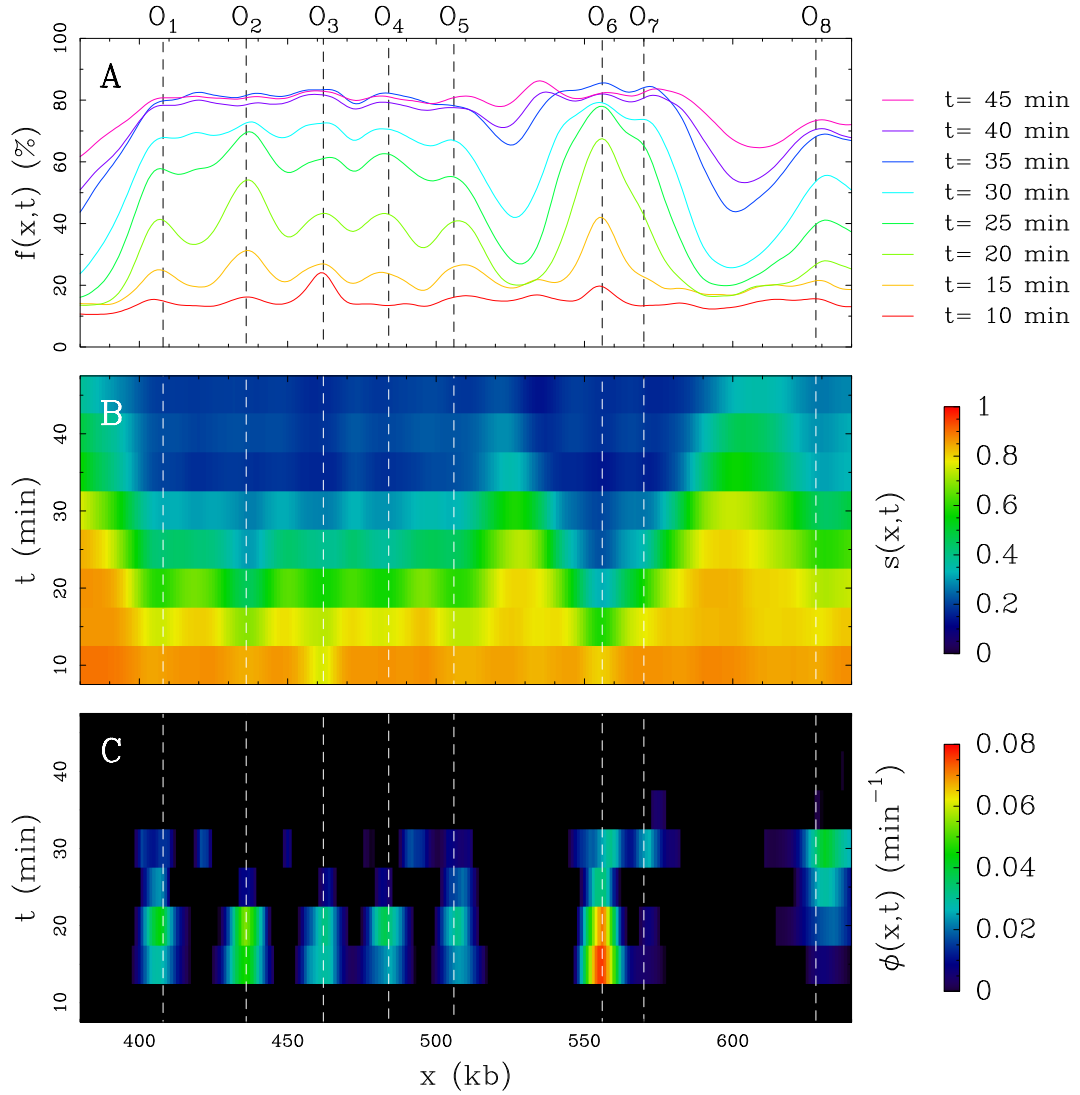 O1 O2 O3 O4 O5 O6 O7 O8
A
f(x,t) (%)
100
80
60
40
20
0
t= 45 min
t= 40 min
t= 35 min
t= 30 min
t= 25 min
t= 20 min
t= 15 min
t= 10 min
B
t (min)
40
30
20
10
s(x,t)
1
0.8
0.6
0.4
0.2
0
C
t (min)
40
30
20
10
ϕ(x,t) (min⁻¹)
0.08
0.06
0.04
0.02
0
400 450 500 550 600
x (kb)